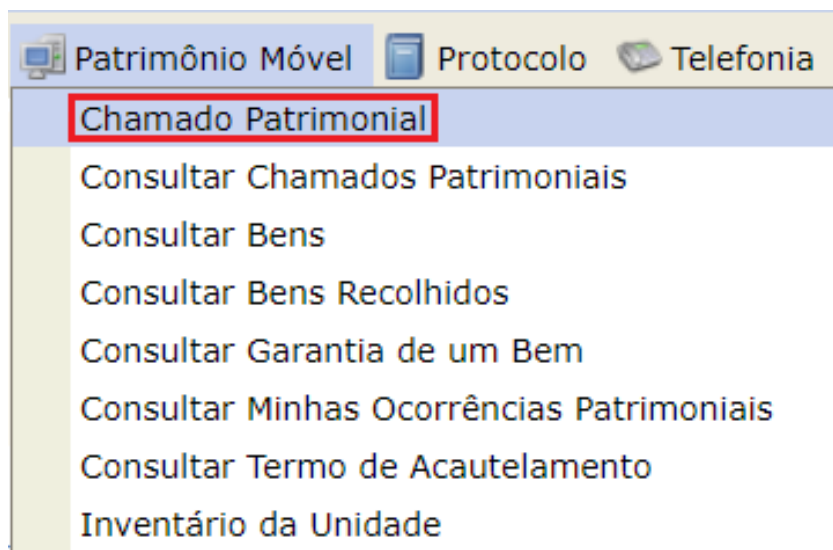 Patrimônio Móvel Protocolo Telefonia
Chamado Patrimonial
Consultar Chamados Patrimoniais
Consultar Bens
Consultar Bens Recolhidos
Consultar Garantia de um Bem
Consultar Minhas Ocorrências Patrimoniais
Consultar Termo de Acautelamento
Inventário da Unidade